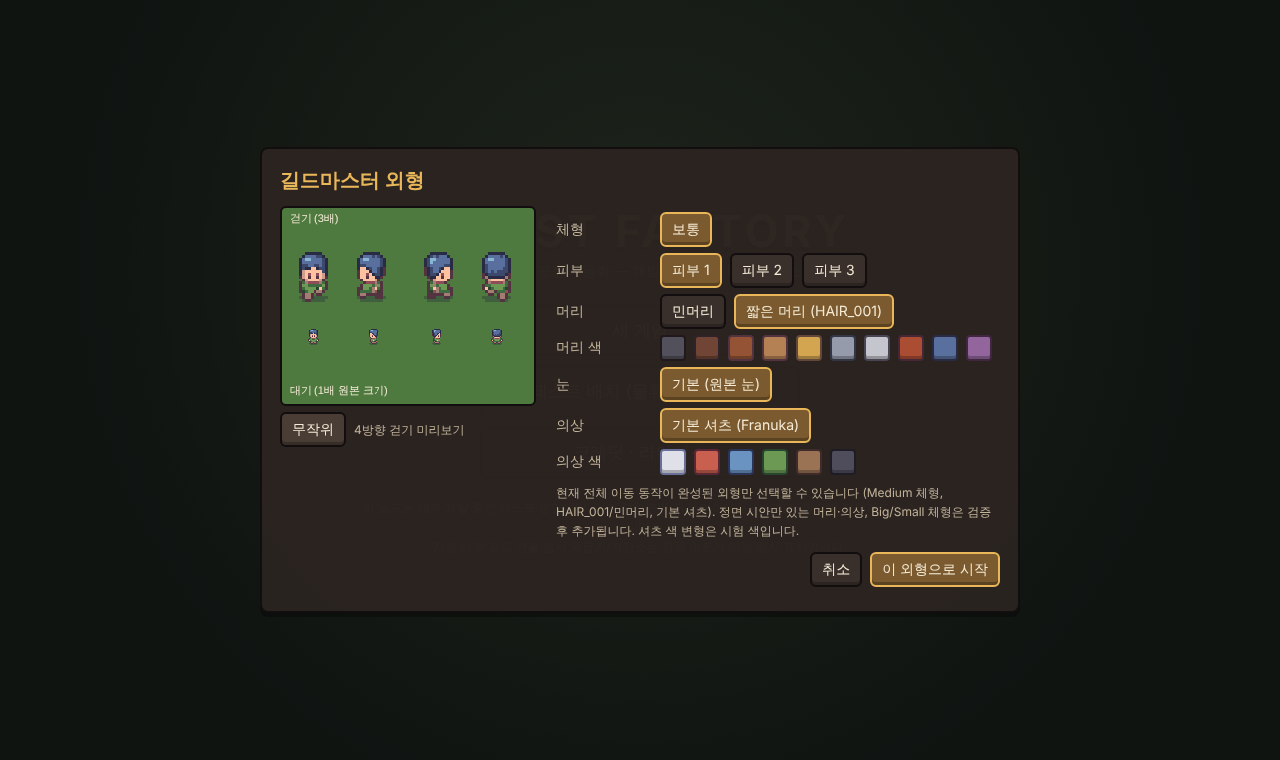 길드마스터 외형
걷기 (3배)
대기 (1배 원본 크기)
무작위
4방향 걷기 미리보기
체형
보통
피부
피부 1
피부 2
피부 3
머리
민머리
짧은 머리 (HAIR_001)
머리 색
눈
기본 (원본 눈)
의상
기본 셔츠 (Franuka)
의상 색
현재 전체 이동 동작이 완성된 외형만 선택할 수 있습니다 (Medium 체형,
HAIR_001/민머리, 기본 셔츠). 정면 시안만 있는 머리·의상, Big/Small 체형은 검증
후 추가됩니다. 셔츠 색 변형은 시험 색입니다.
취소
이 외형으로 시작